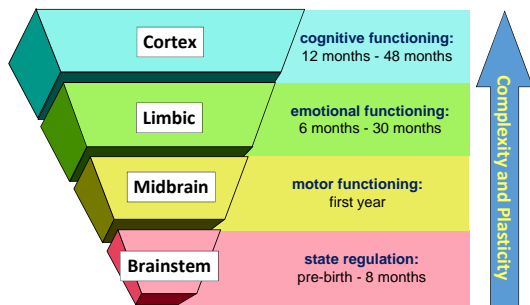 Cortex
cognitive functioning:
12 months - 48 months
Limbic
emotional functioning:
6 months - 30 months
Midbrain
motor functioning:
first year
Brainstem
state regulation:
pre-birth - 8 months
Complexity and Plasticity